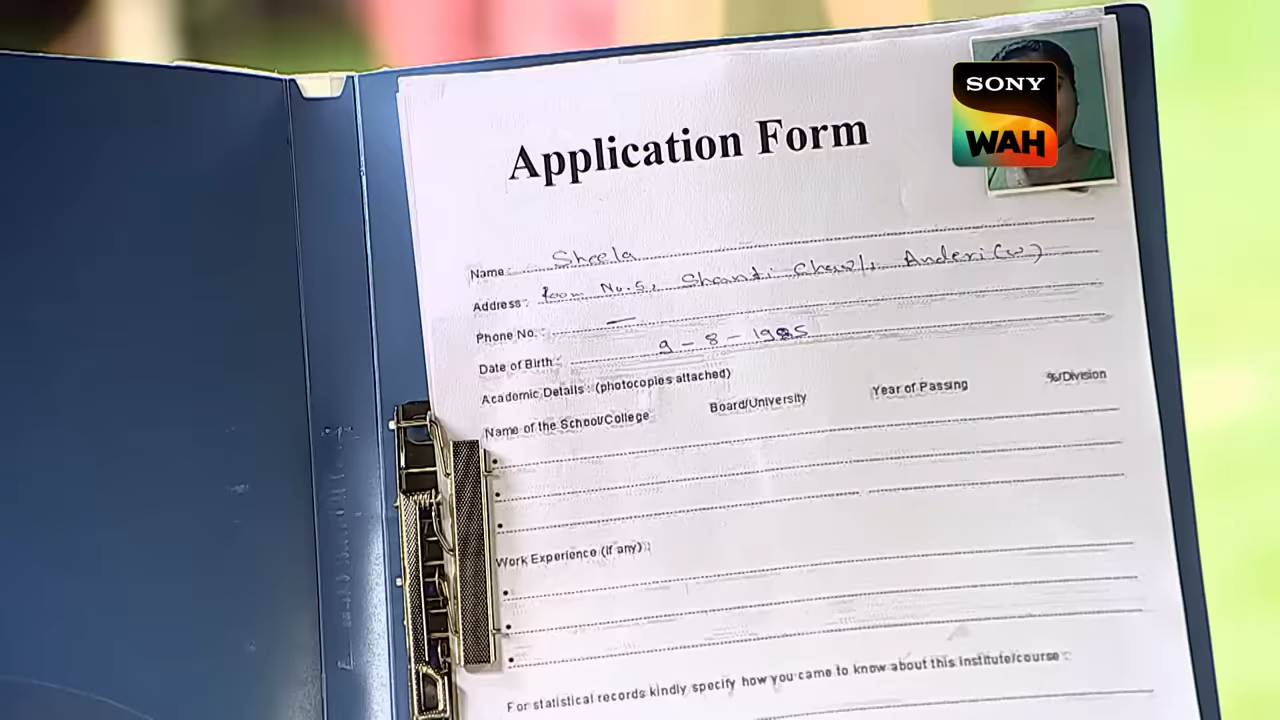 SONY
WAH
Application Form
Name: Sheela
Address: Room No.5, Shanti Chawl, Anderi (w)
Phone No. : —
Date of Birth : 9 - 8 - 1985
Academic Details : (photocopies attached)
Name of the School/College Board/University Year of Passing %/Division
Work Experience (if any) :
For statistical records kindly specify how you came to know about this institute/course :